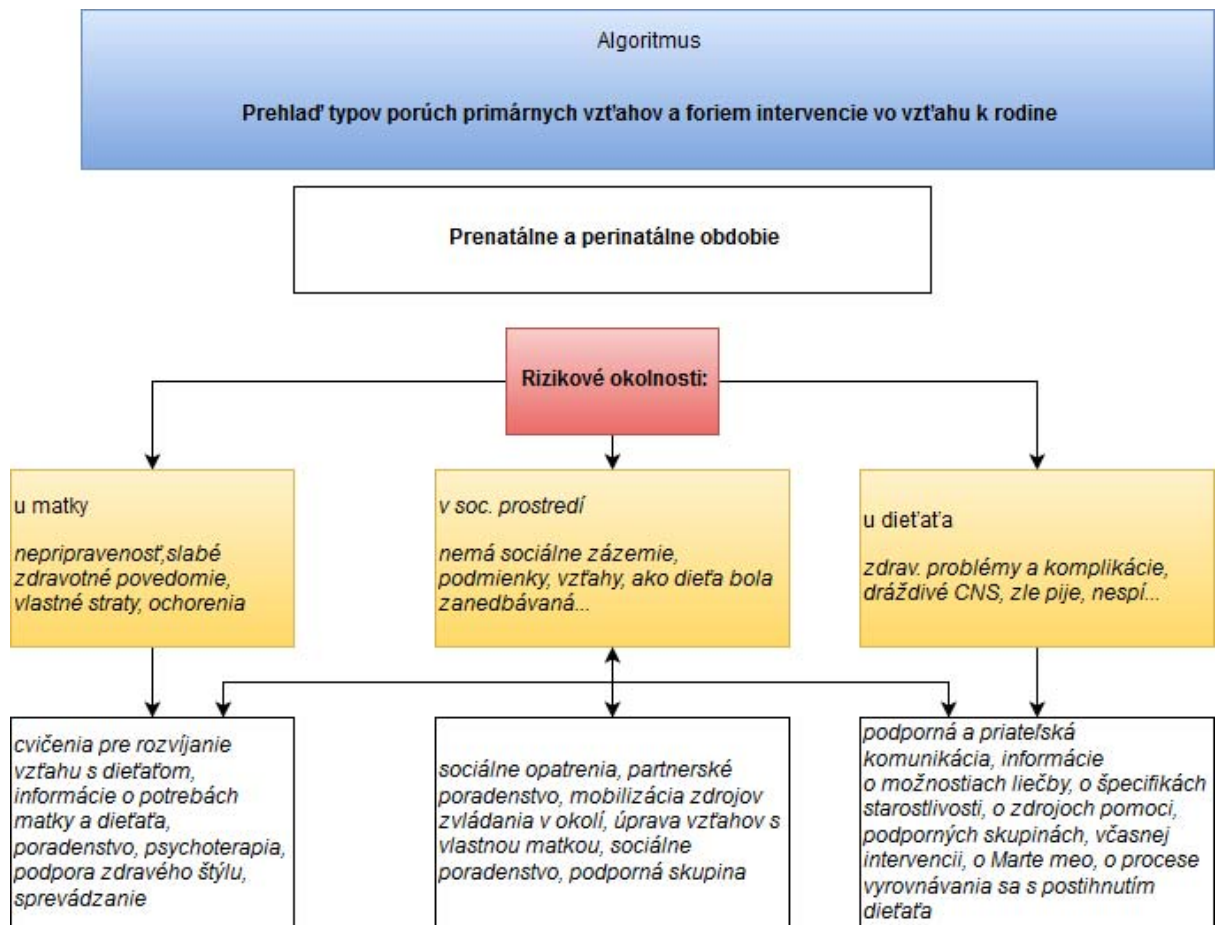 Algoritmus
Prehlaď typov porúch primárnych vzťahov a foriem intervencie vo vzťahu k rodine
Prenatálne a perinatálne obdobie
Rizikové okolnosti:
u matky
nepripravenosť,slabé
zdravotné povedomie,
vlastné straty, ochorenia
v soc. prostredí
nemá sociálne zázemie,
podmienky, vzťahy, ako dieťa bola
zanedbávaná...
u dieťaťa
zdrav. problémy a komplikácie,
dráždivé CNS, zle pije, nespí...
cvičenia pre rozvíjanie
vzťahu s dieťaťom,
informácie o potrebách
matky a dieťaťa,
poradenstvo, psychoterapia,
podpora zdravého štýlu,
sprevádzanie
sociálne opatrenia, partnerské
poradenstvo, mobilizácia zdrojov
zvládania v okolí, úprava vzťahov s
vlastnou matkou, sociálne
poradenstvo, podporná skupina
podporná a priateľská
komunikácia, informácie
o možnostiach liečby, o špecifikách
starostlivosti, o zdrojoch pomoci,
podporných skupinách, včasnej
intervencii, o Marte meo, o procese
vyrovnávania sa s postihnutím
dieťaťa